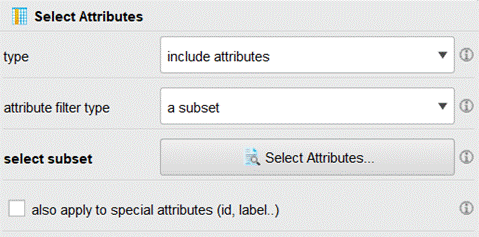 Select Attributes
type include attributes
attribute filter type a subset
select subset Select Attributes...
also apply to special attributes (id, label..)